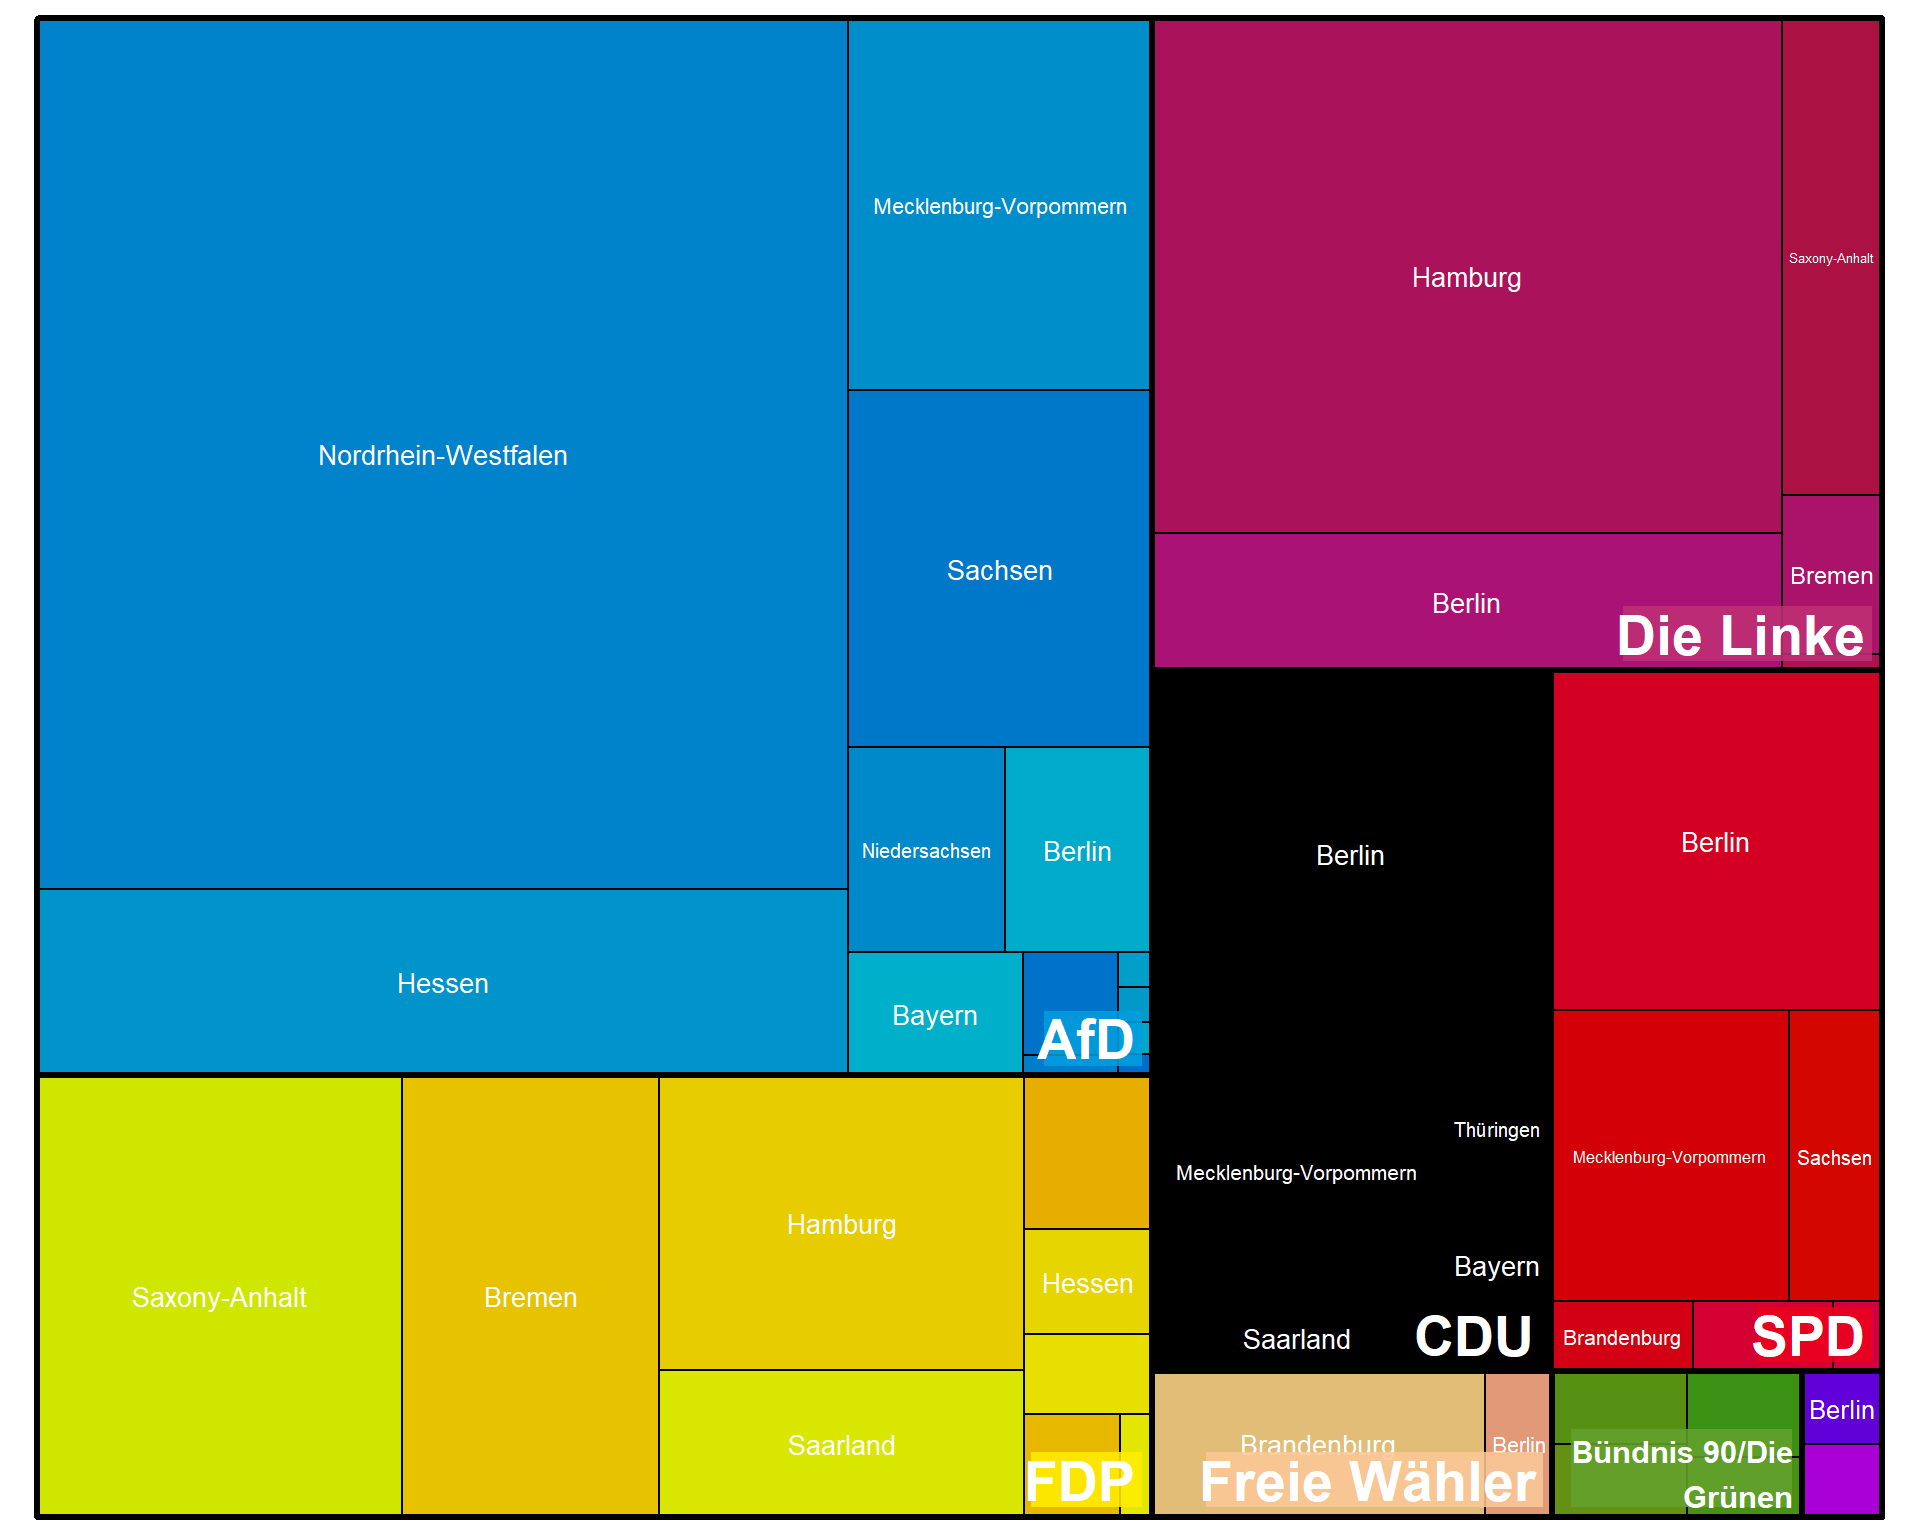 Nordrhein-Westfalen
Mecklenburg-Vorpommern
Sachsen
Niedersachsen
Berlin
Hessen
Bayern
AfD
Saxony-Anhalt
Bremen
Hamburg
Saarland
Hessen
FDP
Hamburg
Saxony-Anhalt
Berlin
Bremen
Die Linke
Berlin
Thüringen
Mecklenburg-Vorpommern
Bayern
Saarland
CDU
Berlin
Mecklenburg-Vorpommern
Sachsen
Brandenburg
SPD
Brandenburg
Berlin
Freie Wähler
Bündnis 90/Die
Grünen
Berlin